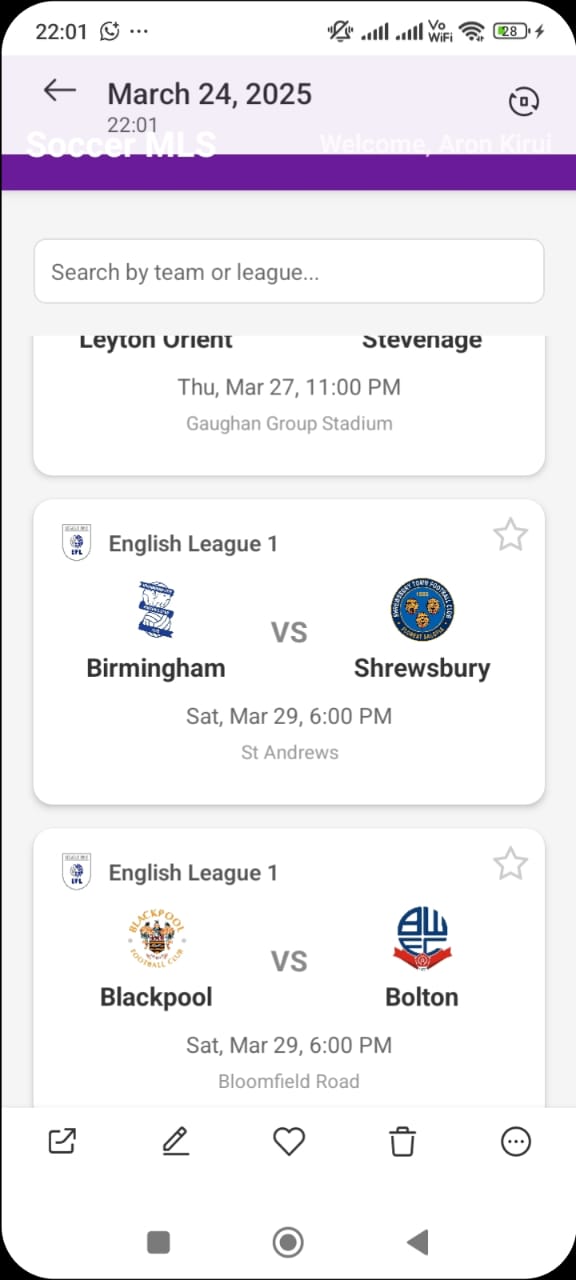 22:01 ... Vo WiFi 28
March 24, 2025
22:01
Soccer MLS Welcome, Aron Kirui
Search by team or league...
Leyton Orient Stevenage
Thu, Mar 27, 11:00 PM
Gaughan Group Stadium
English League 1
VS
Birmingham Shrewsbury
Sat, Mar 29, 6:00 PM
St Andrews
English League 1
BLACKPOOL FOOTBALL CLUB
VS
Blackpool Bolton
Sat, Mar 29, 6:00 PM
Bloomfield Road